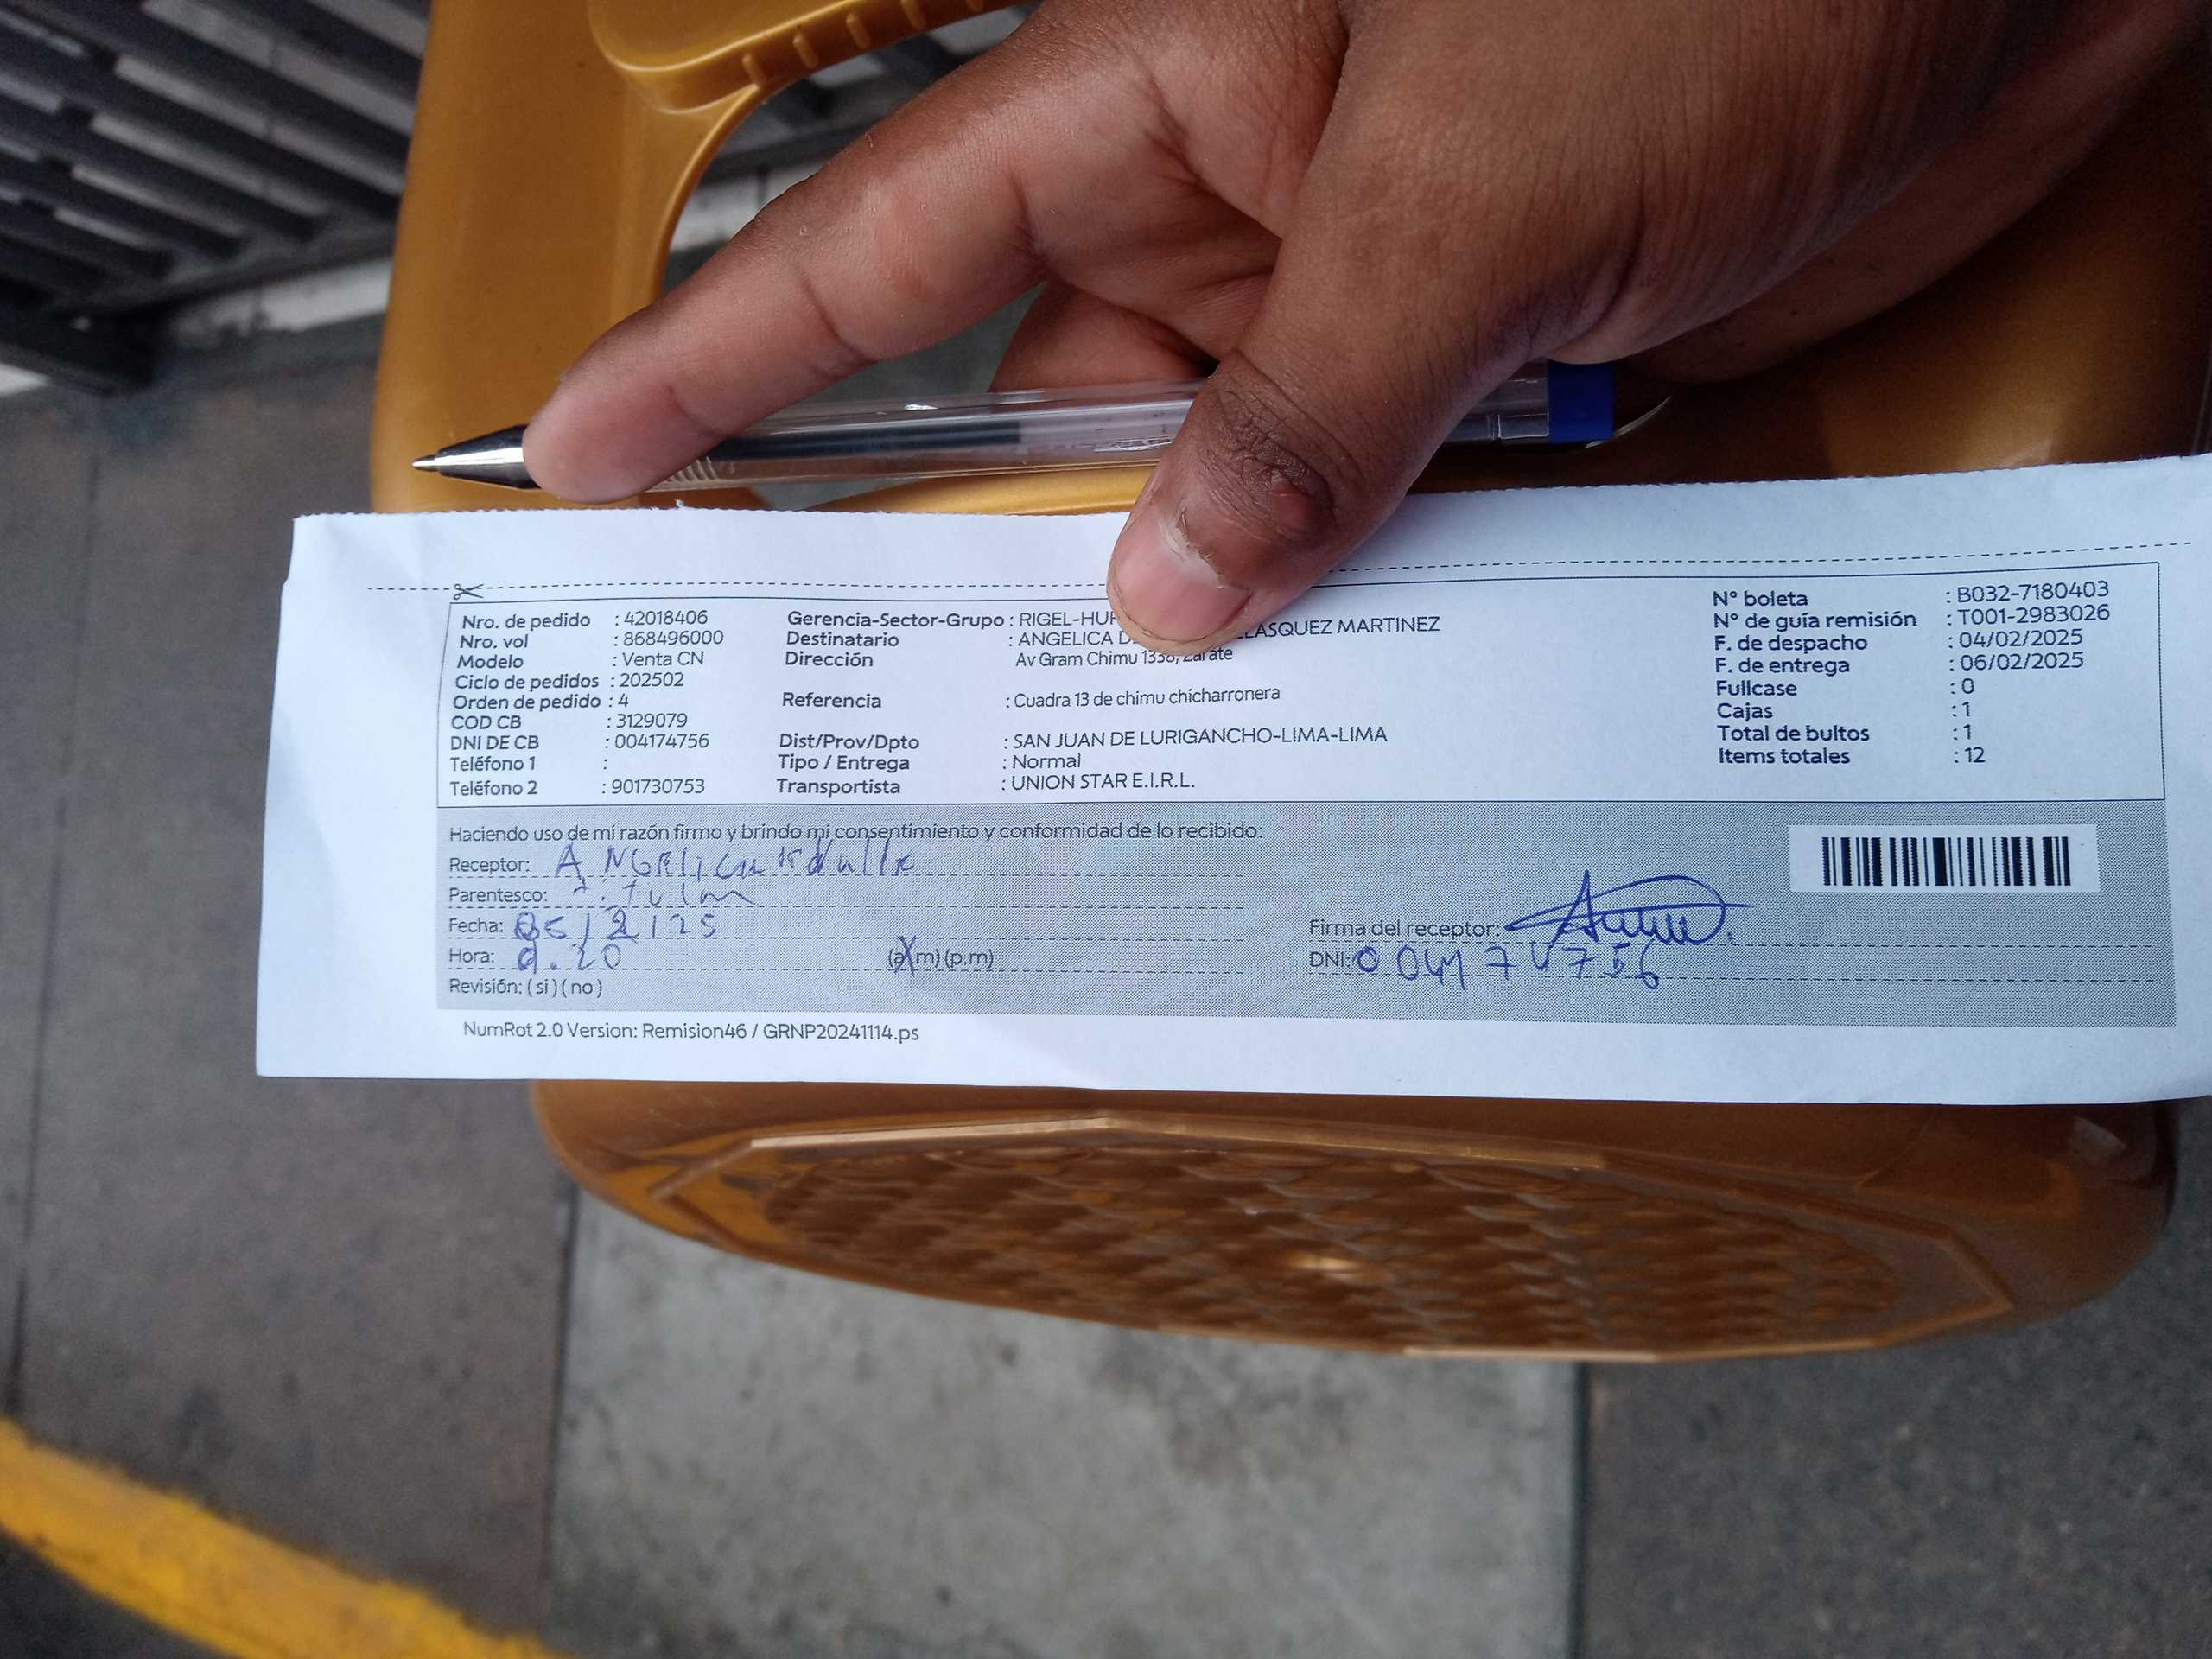 Nro. de pedido : 42018406
Nro. vol : 868496000
Modelo : Venta CN
Ciclo de pedidos : 202502
Orden de pedido : 4
COD CB : 3129079
DNI DE CB : 004174756
Teléfono 1 :
Teléfono 2 : 901730753
Gerencia-Sector-Grupo : RIGEL-HU
Destinatario : ANGELICA D LASQUEZ MARTINEZ
Dirección Av Gram Chimu 1338, Zarate
Referencia : Cuadra 13 de chimu chicharronera
Dist/Prov/Dpto : SAN JUAN DE LURIGANCHO-LIMA-LIMA
Tipo / Entrega : Normal
Transportista : UNION STAR E.I.R.L.
N° boleta : B032-7180403
N° de guía remisión : T001-2983026
F. de despacho : 04/02/2025
F. de entrega : 06/02/2025
Fullcase : 0
Cajas : 1
Total de bultos : 1
Items totales : 12
Haciendo uso de mi razón firmo y brindo mi consentimiento y conformidad de lo recibido:
Receptor: ANGElica
Parentesco:
Fecha: 05/2/25
Hora: 9.20 (a.m) (p.m)
Revisión: (si) (no)
Firma del receptor:
DNI: 004174756
NumRot 2.0 Version: Remision46 / GRNP20241114.ps